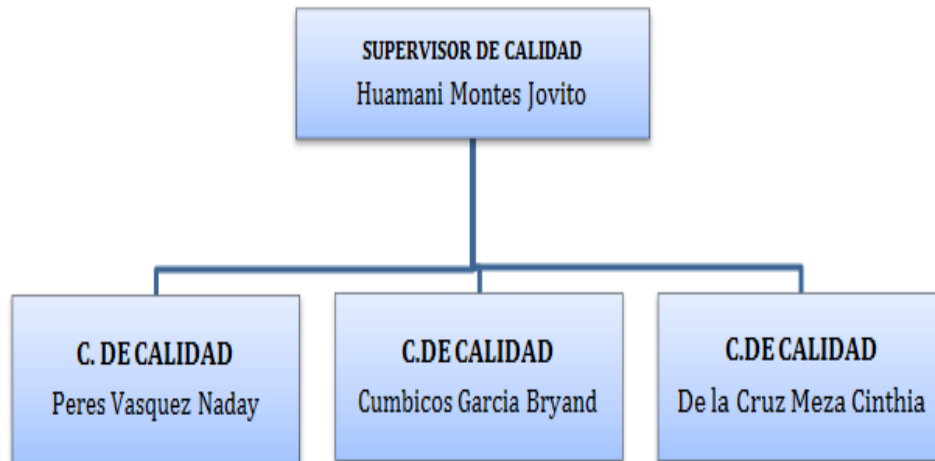 SUPERVISOR DE CALIDAD
Huamani Montes Jovito
C. DE CALIDAD
Peres Vasquez Naday
C.DE CALIDAD
Cumbicos Garcia Bryand
C.DE CALIDAD
De la Cruz Meza Cinthia